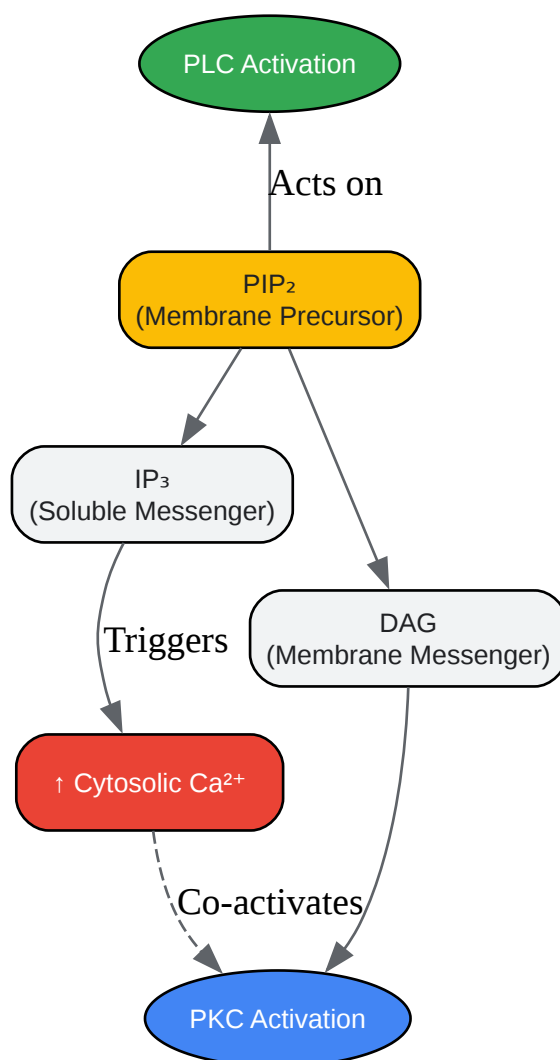 PLC Activation
Acts on
PIP₂
(Membrane Precursor)
IP₃
(Soluble Messenger)
DAG
(Membrane Messenger)
Triggers
↑ Cytosolic Ca²⁺
Co-activates
PKC Activation